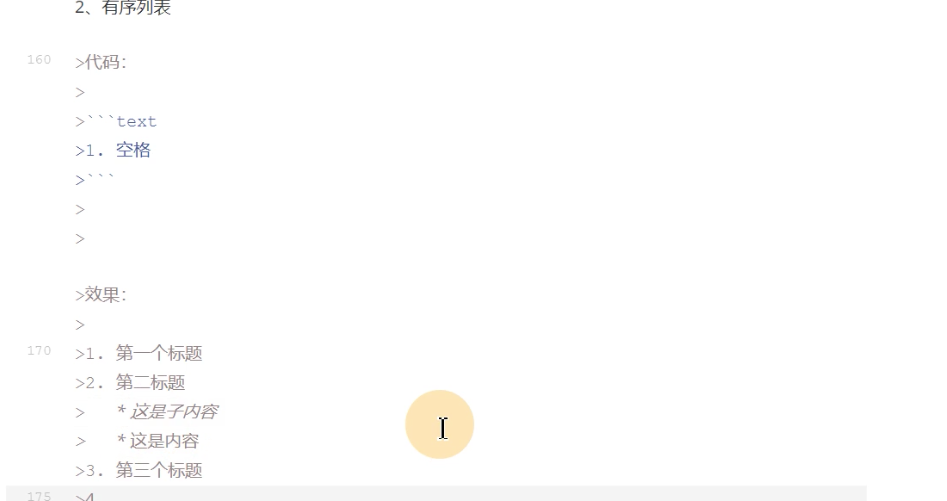 2、有序列表
160 >代码:
>
>```text
>1. 空格
>```
>
>
>效果:
>
170 >1. 第一个标题
>2. 第二标题
> * 这是子内容
> * 这是内容
>3. 第三个标题
175 >4